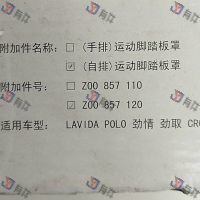 附加件名称： □ (手排)运动脚踏板罩
☑ (自排)运动脚踏板罩
附加件号： □ Z00 857 110
☑ Z00 857 120
适用车型： LAVIDA POLO 劲情 劲取